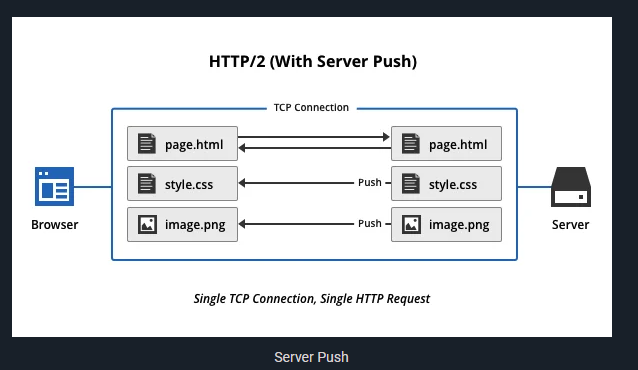 HTTP/2 (With Server Push)
TCP Connection
page.html page.html
style.css Push style.css
image.png Push image.png
Browser Server
Single TCP Connection, Single HTTP Request
Server Push